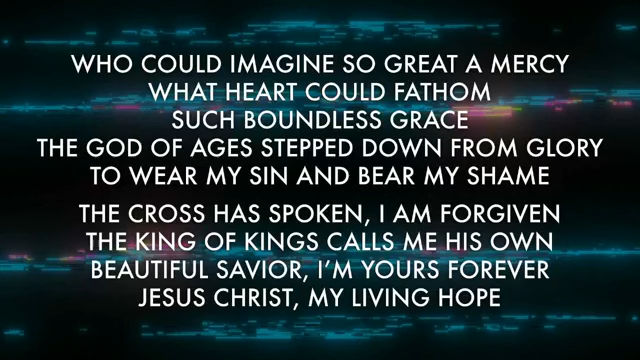 WHO COULD IMAGINE SO GREAT A MERCY
WHAT HEART COULD FATHOM
SUCH BOUNDLESS GRACE
THE GOD OF AGES STEPPED DOWN FROM GLORY
TO WEAR MY SIN AND BEAR MY SHAME
THE CROSS HAS SPOKEN, I AM FORGIVEN
THE KING OF KINGS CALLS ME HIS OWN
BEAUTIFUL SAVIOR, I'M YOURS FOREVER
JESUS CHRIST, MY LIVING HOPE